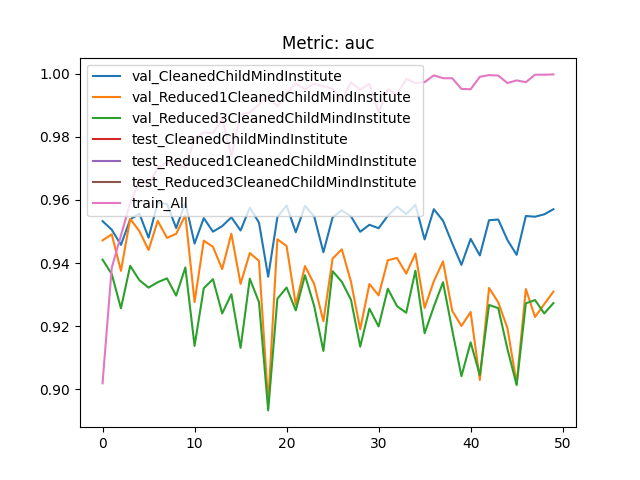 Metric: auc
1.00
0.98
0.96
0.94
0.92
0.90
val_CleanedChildMindInstitute
val_Reduced1CleanedChildMindInstitute
val_Reduced3CleanedChildMindInstitute
test_CleanedChildMindInstitute
test_Reduced1CleanedChildMindInstitute
test_Reduced3CleanedChildMindInstitute
train_All
0
10
20
30
40
50